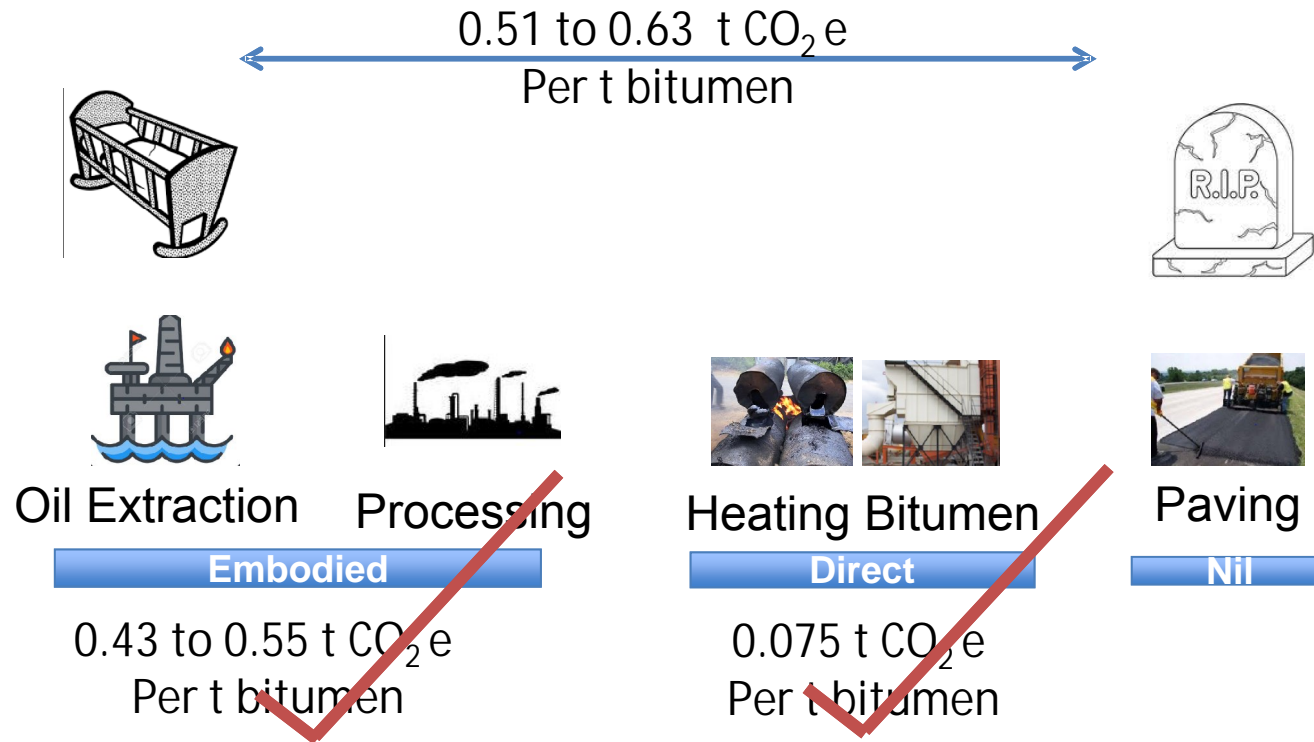 0.51 to 0.63 t CO₂ e
Per t bitumen
R.I.P.
Oil Extraction
Processing
Heating Bitumen
Paving
Embodied
Direct
Nil
0.43 to 0.55 t CO₂ e
Per t bitumen
0.075 t CO₂ e
Per t bitumen